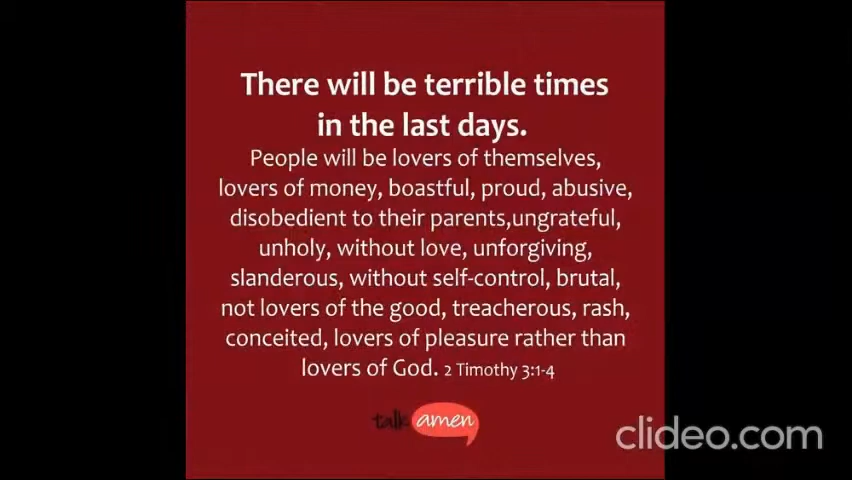 There will be terrible times
in the last days.
People will be lovers of themselves,
lovers of money, boastful, proud, abusive,
disobedient to their parents,ungrateful,
unholy, without love, unforgiving,
slanderous, without self-control, brutal,
not lovers of the good, treacherous, rash,
conceited, lovers of pleasure rather than
lovers of God. 2 Timothy 3:1-4
talk amen
clideo.com